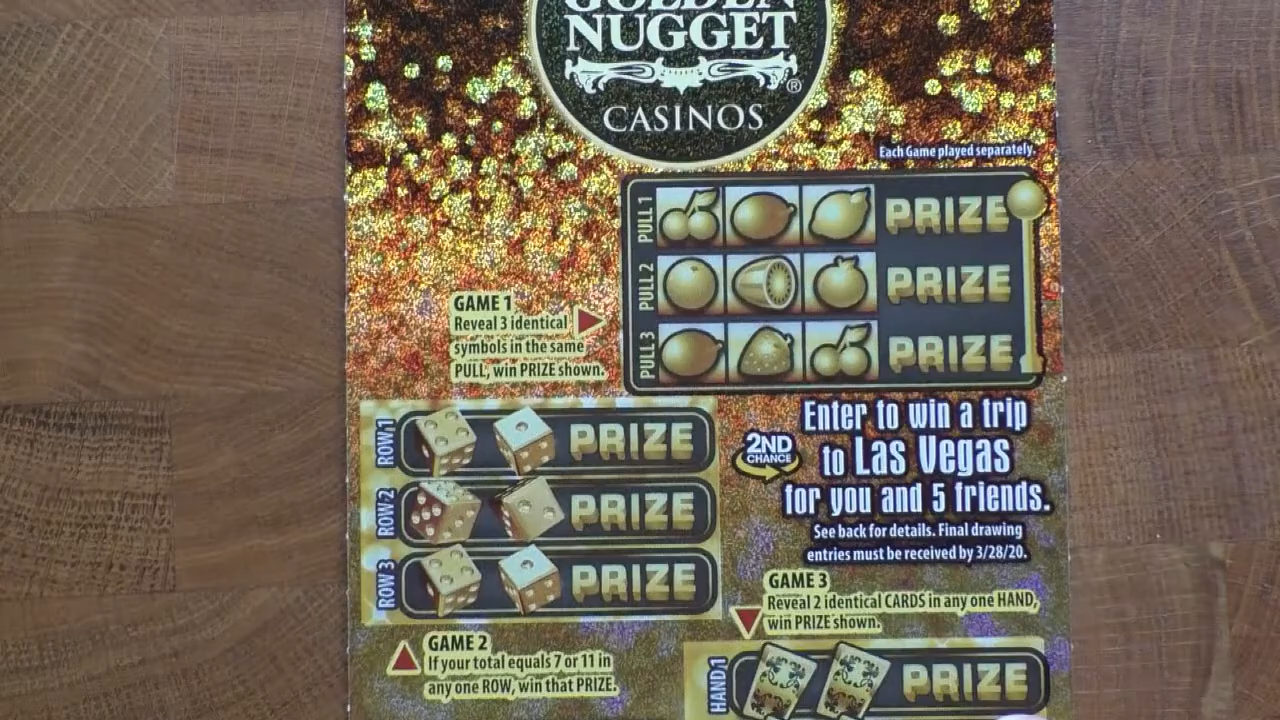 GOLDEN
NUGGET
®
CASINOS
Each Game played separately.
PULL 1
PRIZE
PULL 2
PRIZE
PULL 3
PRIZE
GAME 1
Reveal 3 identical
symbols in the same
PULL, win PRIZE shown.
ROW 1
PRIZE
ROW 2
PRIZE
ROW 3
PRIZE
2ND
CHANCE
Enter to win a trip
to Las Vegas
for you and 5 friends.
See back for details. Final drawing
entries must be received by 3/28/20.
GAME 2
If your total equals 7 or 11 in
any one ROW, win that PRIZE.
GAME 3
Reveal 2 identical CARDS in any one HAND,
win PRIZE shown.
HAND 1
PRIZE